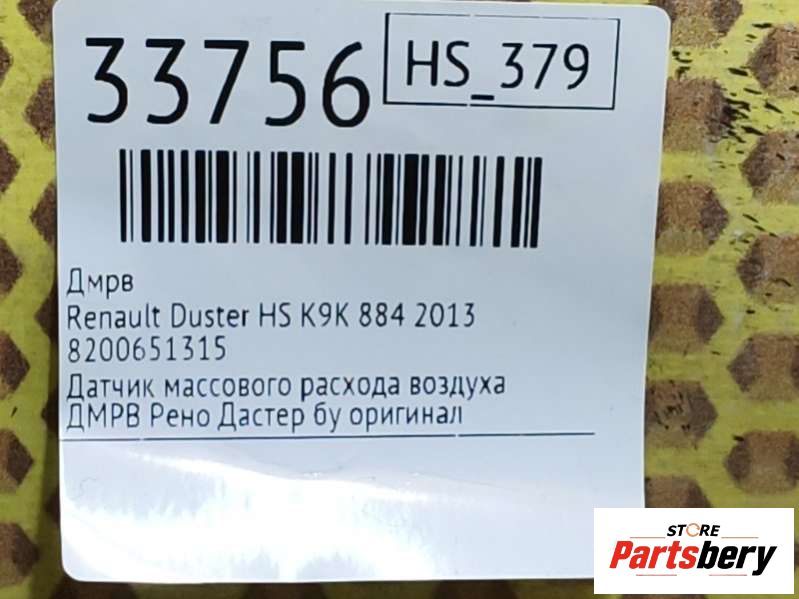 33756
HS_379
Дмрв
Renault Duster HS K9K 884 2013
8200651315
Датчик массового расхода воздуха
ДМРВ Рено Дастер бу оригинал
STORE
Partsbery